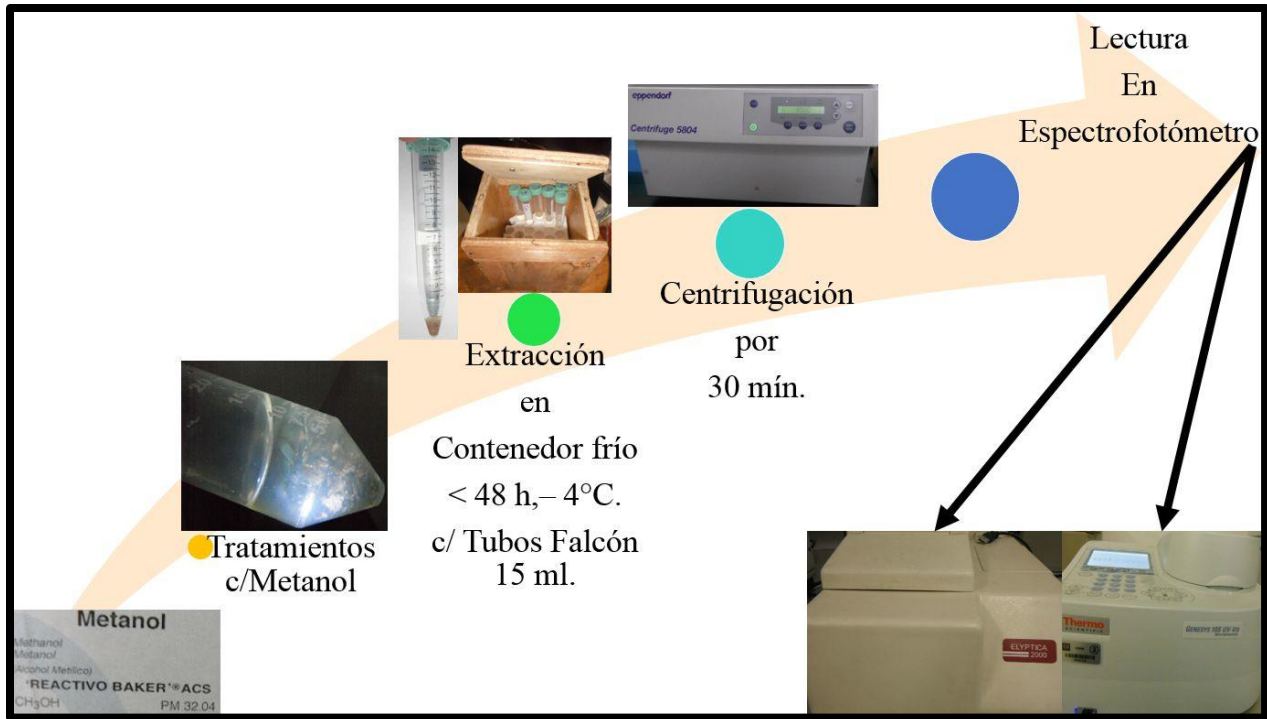 Metanol
Methanol
Metanol
(Alcohol Metílico)
'REACTIVO BAKER'® ACS
CH₃OH PM 32.04
Tratamientos
c/Metanol
Extracción
en
Contenedor frío
< 48 h,– 4°C.
c/ Tubos Falcón
15 ml.
eppendorf
Centrifuge 5804
Centrifugación
por
30 mín.
Lectura
En
Espectrofotómetro
ELYPTICA
2000
Thermo
SCIENTIFIC
GENESYS 10S UV-Vis